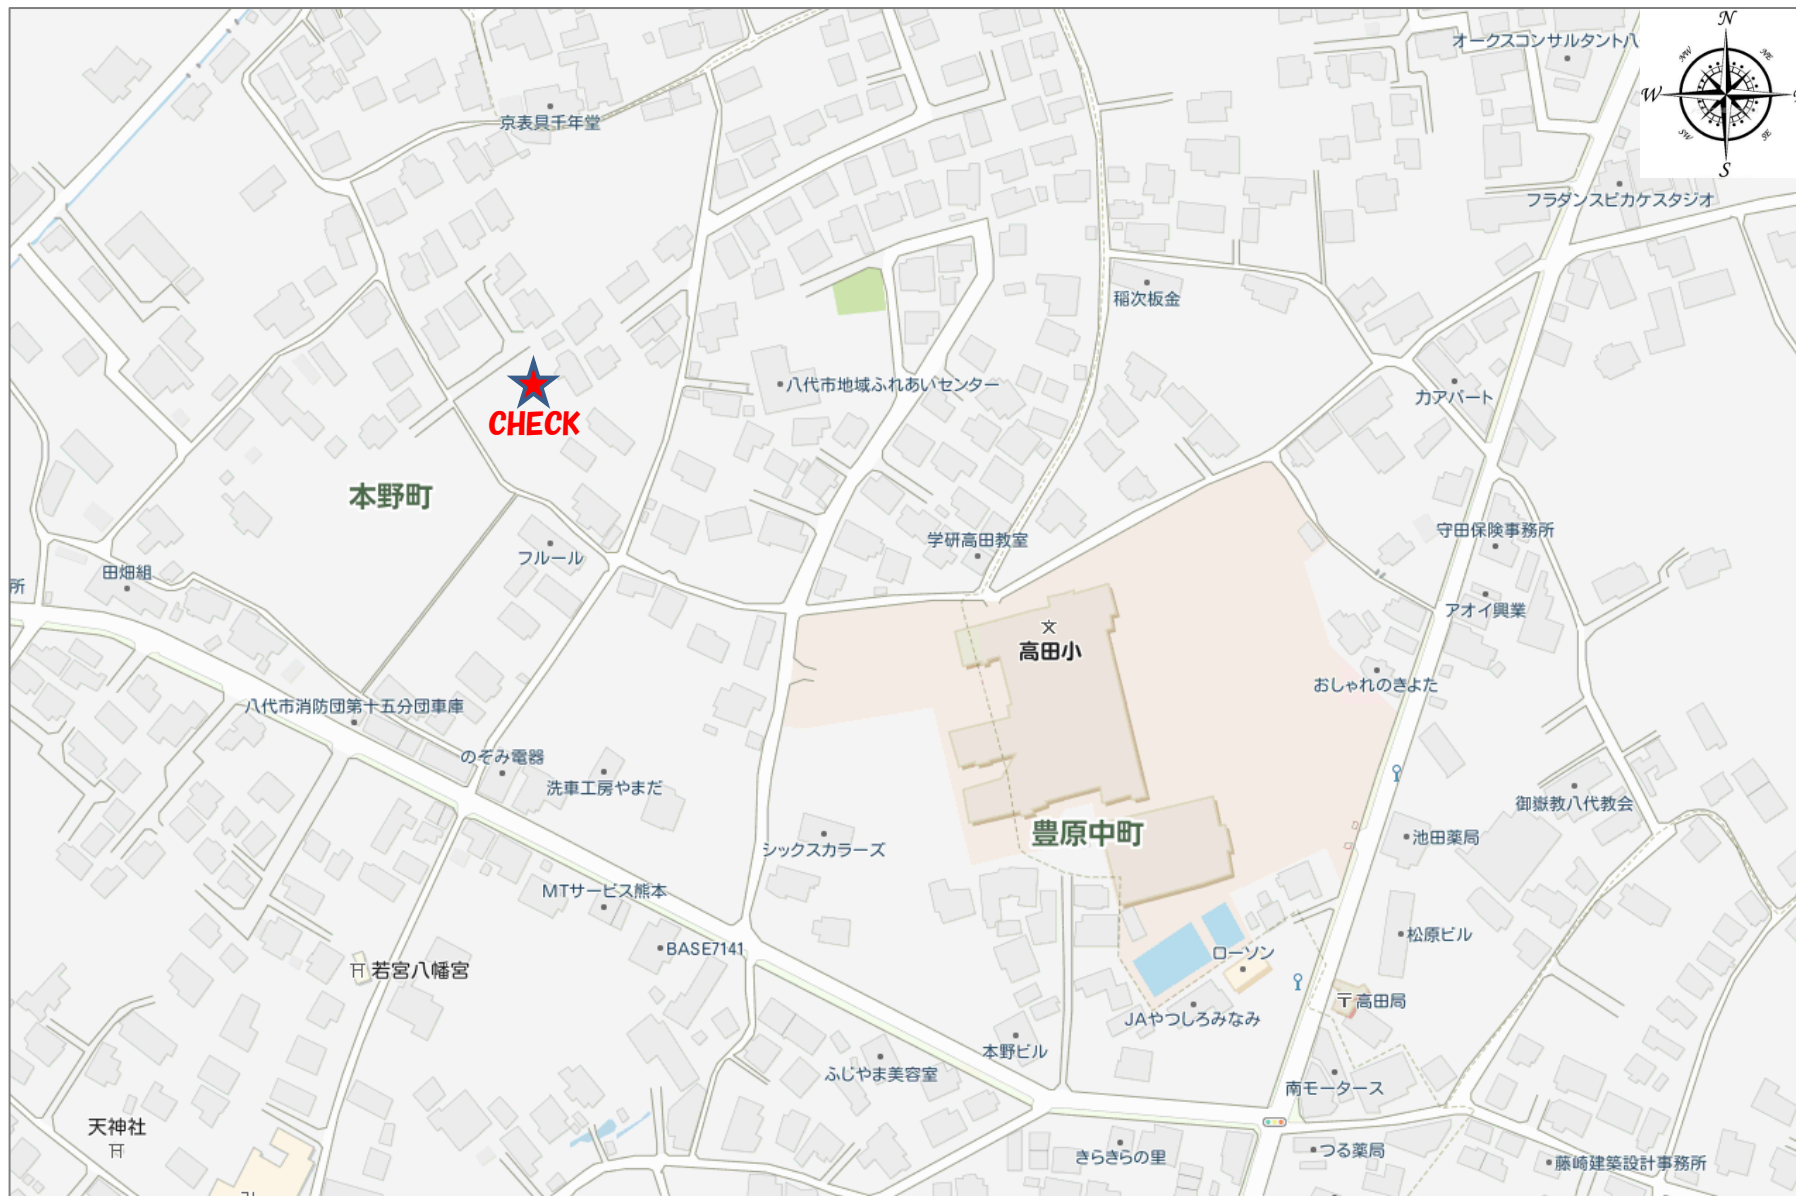 オークスコンサルタント八
N
NW
NE
W
SW
SE
S
京表具千年堂
フラダンスピカケスタジオ
稲次板金
八代市地域ふれあいセンター
カアパート
CHECK
本野町
守田保険事務所
学研高田教室
フルール
田畑組
所
アオイ興業
文
高田小
おしゃれのきよた
八代市消防団第十五分団車庫
のぞみ電器
洗車工房やまだ
御嶽教八代教会
豊原中町
池田薬局
シックスカラーズ
MTサービス熊本
松原ビル
BASE7141
ローソン
若宮八幡宮
高田局
JAやつしろみなみ
本野ビル
ふじやま美容室
南モータース
天神社
きらきらの里
つる薬局
藤崎建築設計事務所